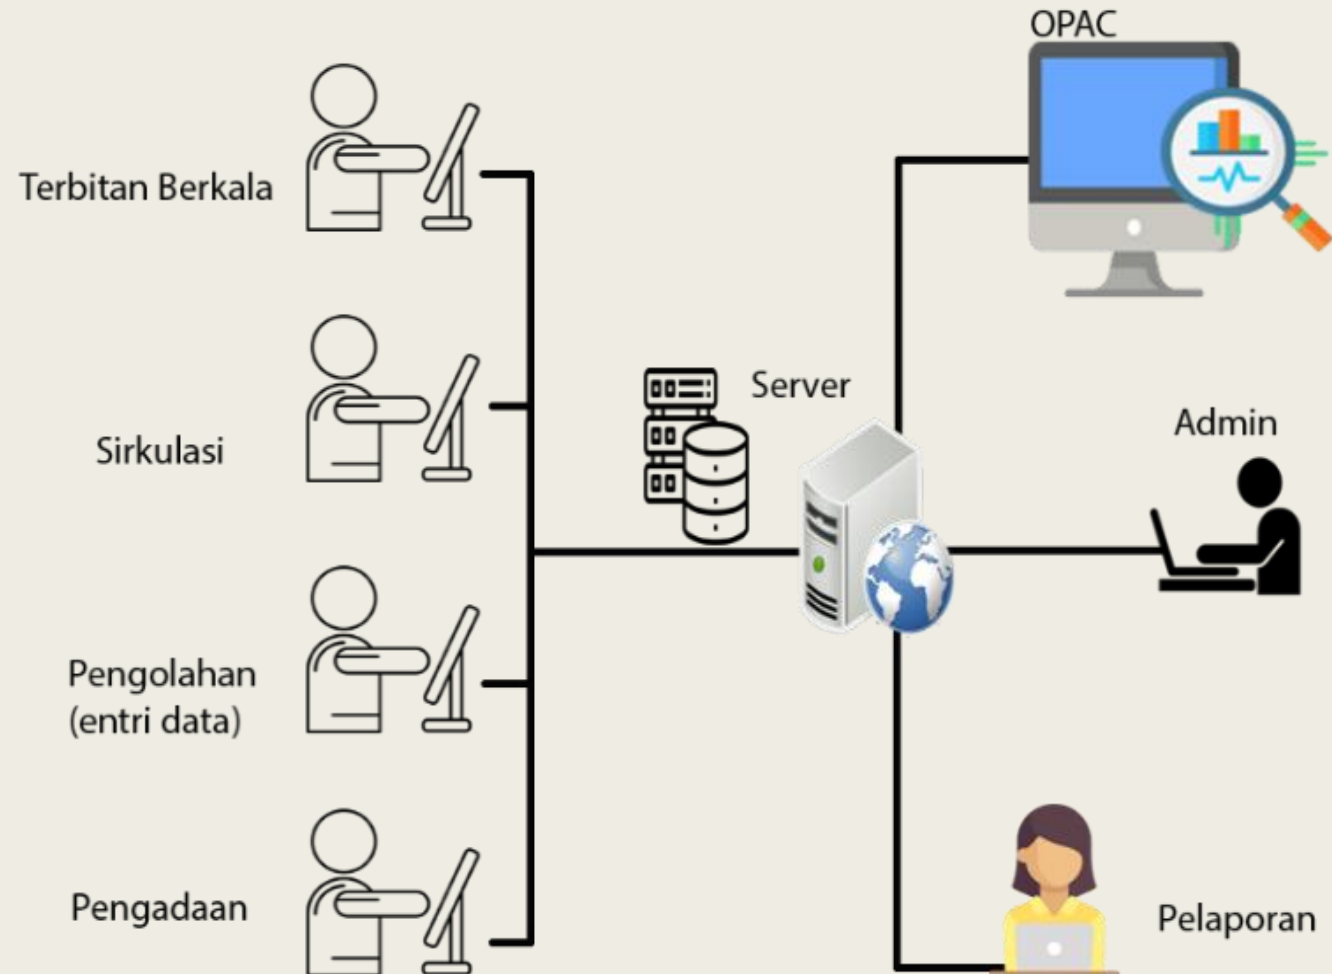 OPAC
Terbitan Berkala
Server
Admin
Sirkulasi
Pengolahan
(entri data)
Pengadaan
Pelaporan